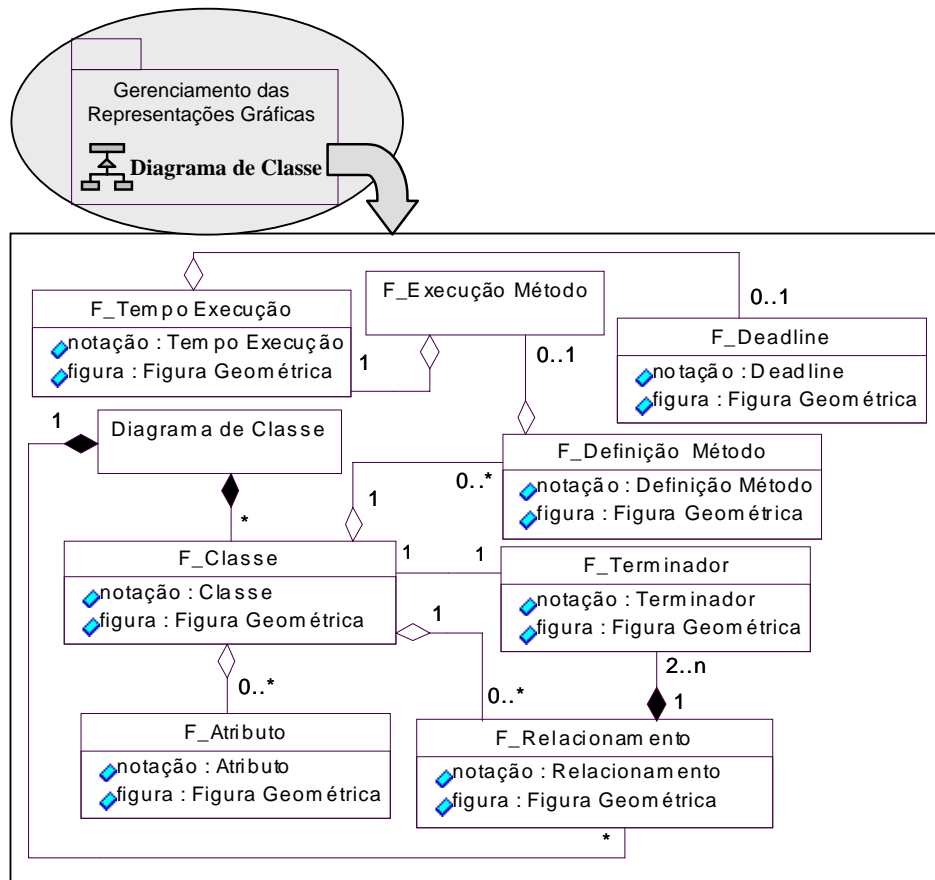 Gerenciamento das
Representações Gráficas
Diagrama de Classe
F_Tempo Execução
notação : Tempo Execução
figura : Figura Geométrica
1
F_Execução Método
0..1
0..1
F_Deadline
notação : Deadline
figura : Figura Geométrica
1
Diagrama de Classe
*
F_Definição Método
notação : Definição Método
figura : Figura Geométrica
0..*
1
F_Classe
notação : Classe
figura : Figura Geométrica
1
1
F_Terminador
notação : Terminador
figura : Figura Geométrica
1
2..n
1
0..*
0..*
F_Atributo
notação : Atributo
figura : Figura Geométrica
F_Relacionamento
notação : Relacionamento
figura : Figura Geométrica
*